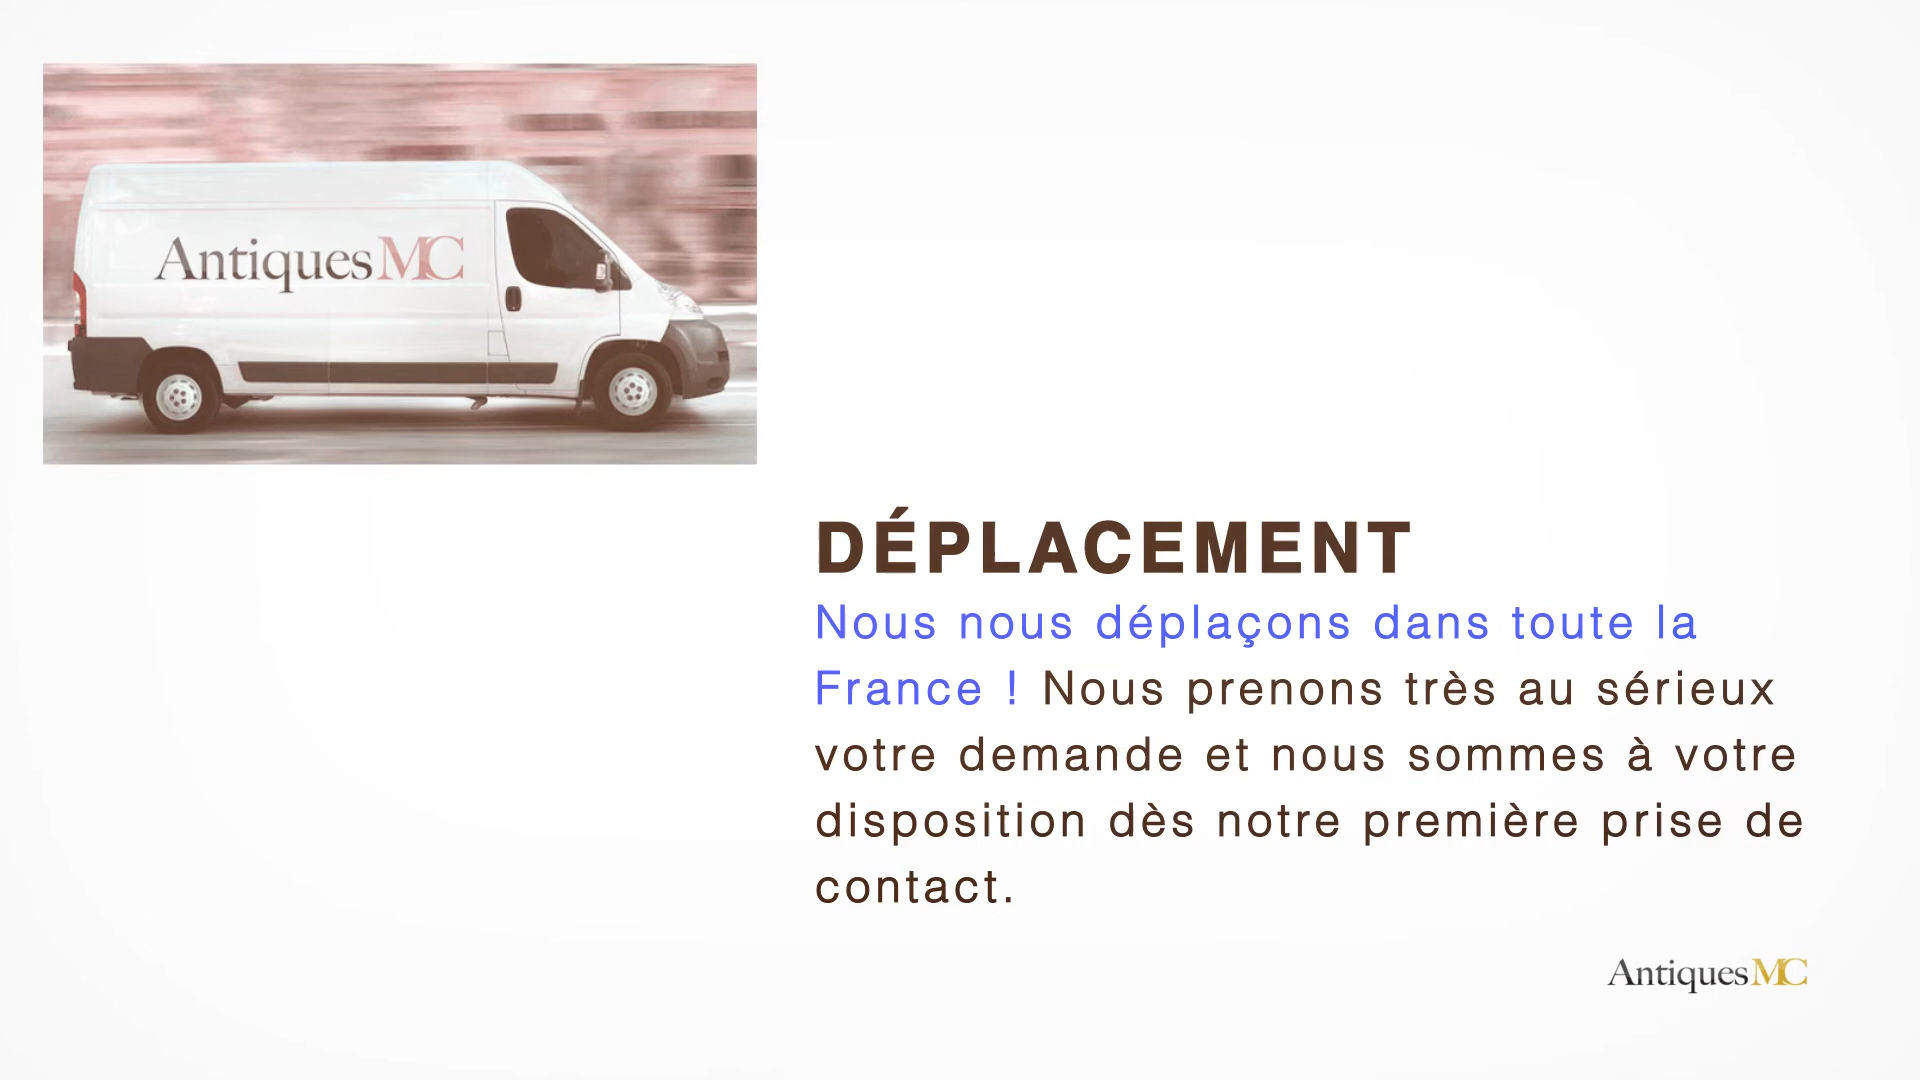 AntiquesMC
DÉPLACEMENT
Nous nous déplaçons dans toute la
France ! Nous prenons très au sérieux
votre demande et nous sommes à votre
disposition dès notre première prise de
contact.
AntiquesMC